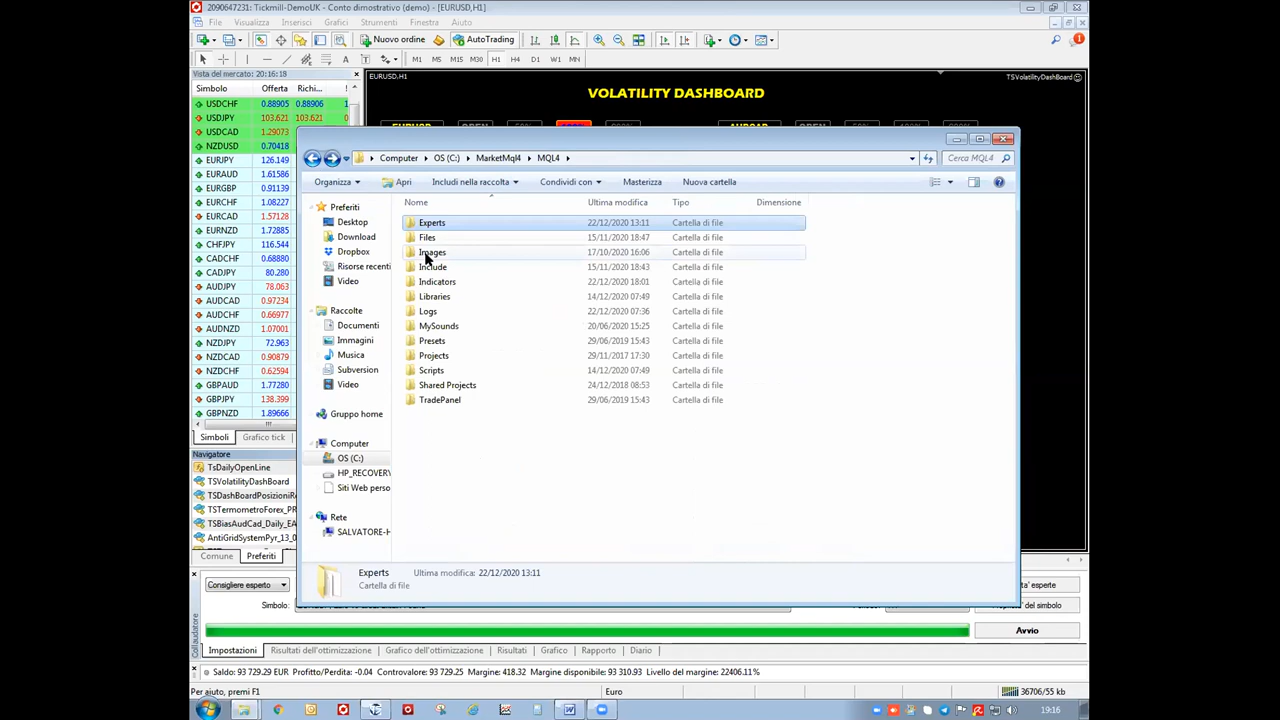 2090647231: Tickmill-DemoUK - Conto dimostrativo (demo) - [EURUSD,H1]
File Visualizza Inserisci Grafici Strumenti Finestra Aiuto
Nuovo ordine AutoTrading
M1 M5 M15 M30 H1 H4 D1 W1 MN
Vista del mercato: 20:16:18
Simbolo Offerta Richi...
USDCHF 0.88905 0.88906
USDJPY 103.621 103.621
USDCAD 1.29073
NZDUSD 0.70418
EURJPY 126.149
EURAUD 1.61586
EURGBP 0.91139
EURCHF 1.08227
EURCAD 1.57128
EURNZD 1.72885
CHFJPY 116.544
CADCHF 0.68880
CADJPY 80.280
AUDJPY 78.063
AUDCAD 0.97234
AUDCHF 0.66970
AUDNZD 1.07001
NZDJPY 72.963
NZDCAD 0.90879
NZDCHF 0.62594
GBPAUD 1.77280
GBPJPY 138.399
GBPNZD 1.89666
Simboli Grafico tick
Navigatore
TsDailyOpenLine
TSVolatilityDashBoard
TSDashBoardPosizioniR
TSTermometroForex_PR
TSBiasAudCad_Daily_EA
AntiGridSystemPyr_13_0
Comune Preferiti
EURUSD,H1
TSVolatilityDashBoard
VOLATILITY DASHBOARD
EURUSD OPEN 50% 100% AUDCAD OPEN 50% 100%
Computer OS (C:) MarketMql4 MQL4
Cerca MQL4
Organizza Apri Includi nella raccolta Condividi con Masterizza Nuova cartella
Nome Ultima modifica Tipo Dimensione
Experts 22/12/2020 13:11 Cartella di file
Files 15/11/2020 18:47 Cartella di file
Images 17/10/2020 16:06 Cartella di file
Include 15/11/2020 18:43 Cartella di file
Indicators 22/12/2020 18:01 Cartella di file
Libraries 14/12/2020 07:49 Cartella di file
Logs 22/12/2020 07:36 Cartella di file
MySounds 20/06/2020 15:25 Cartella di file
Presets 29/06/2019 15:43 Cartella di file
Projects 29/11/2017 17:30 Cartella di file
Scripts 14/12/2020 07:49 Cartella di file
Shared Projects 24/12/2018 08:53 Cartella di file
TradePanel 29/06/2019 15:43 Cartella di file
Preferiti
Desktop
Download
Dropbox
Risorse recenti
Video
Raccolte
Documenti
Immagini
Musica
Subversion
Video
Gruppo home
Computer
OS (C:)
HP_RECOVERY
Siti Web perso
Rete
SALVATORE-H
Experts Ultima modifica: 22/12/2020 13:11
Cartella di file
Collaudatore
Consigliere esperto
Simbolo:
Avvio
Impostazioni Risultati dell'ottimizzazione Grafico dell'ottimizzazione Risultati Grafico Rapporto Diario
Saldo: 93 729.29 EUR Profitto/Perdita: -0.04 Controvalore: 93 729.25 Margine: 418.32 Margine disponibile: 93 310.93 Livello del margine: 22406.11%
Per aiuto, premi F1
Euro
36706/55 kb
19:16